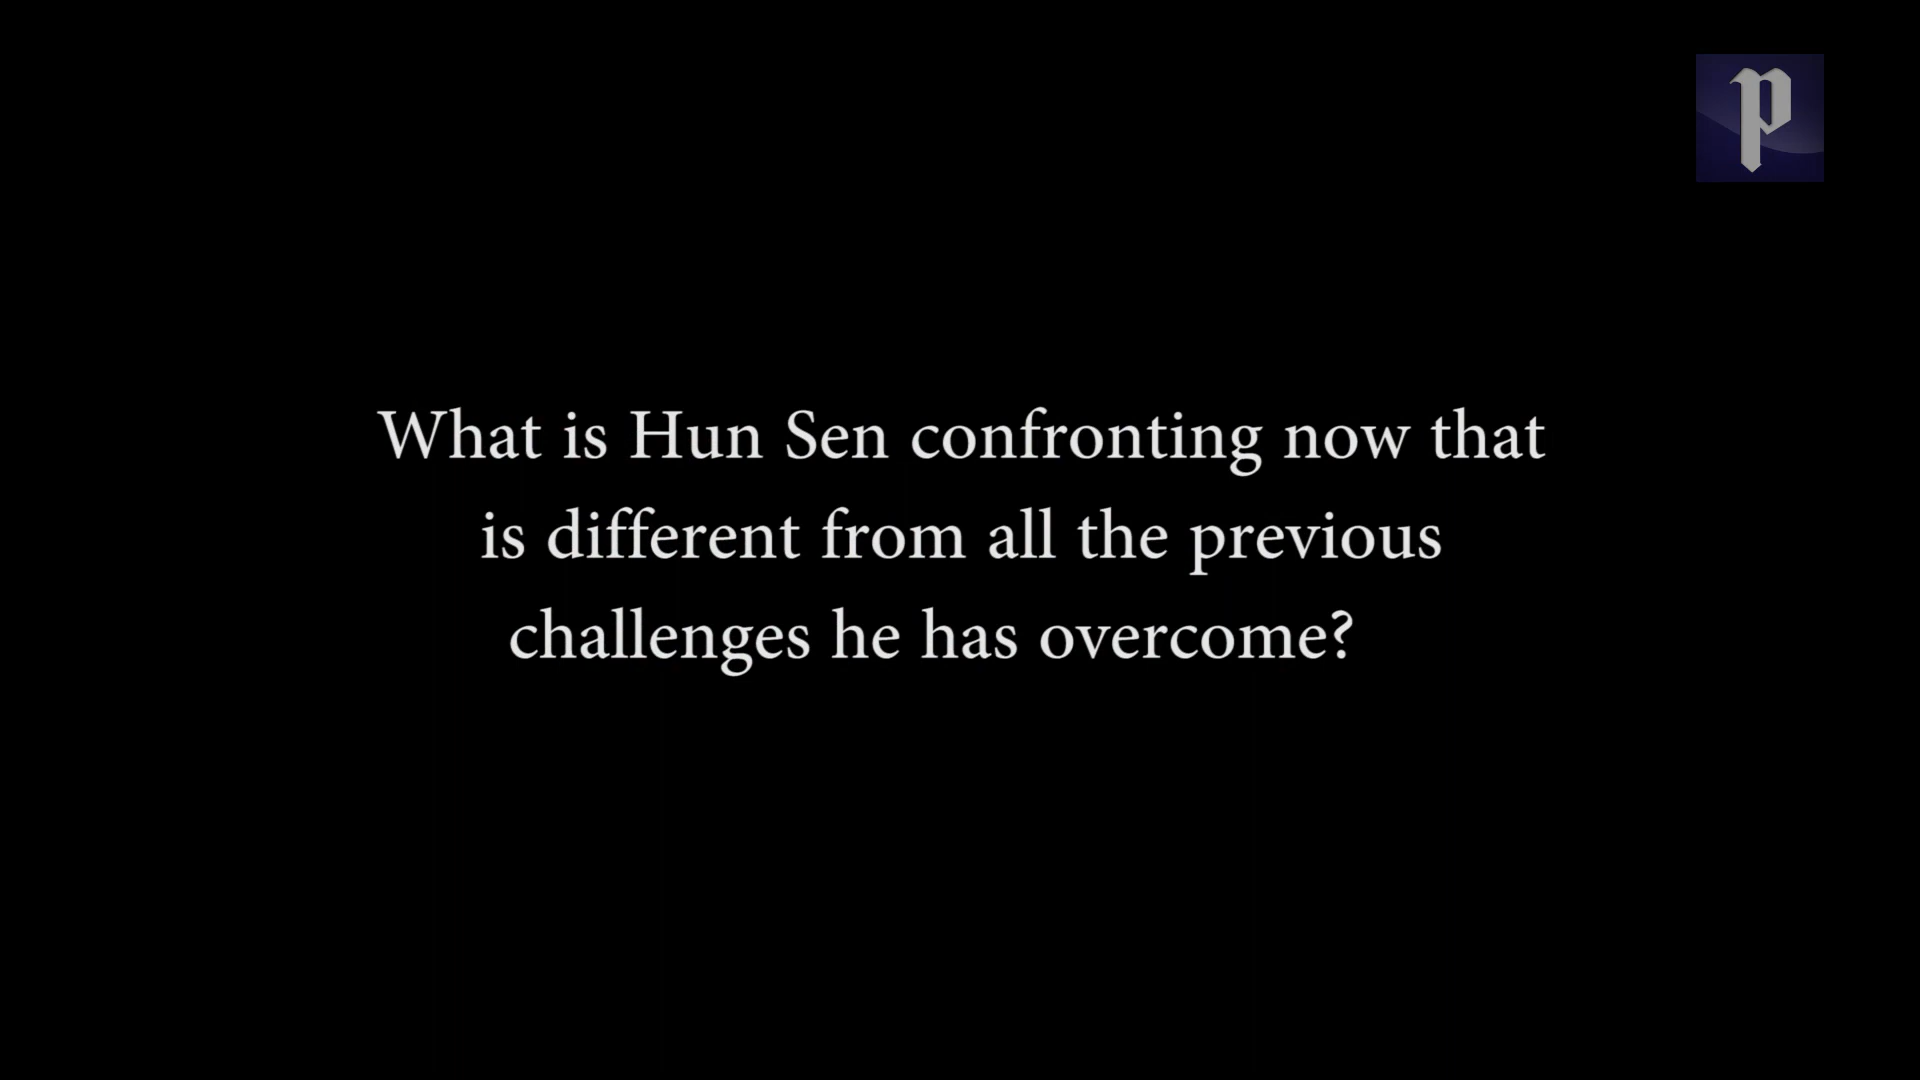 p
What is Hun Sen confronting now that
is different from all the previous
challenges he has overcome?